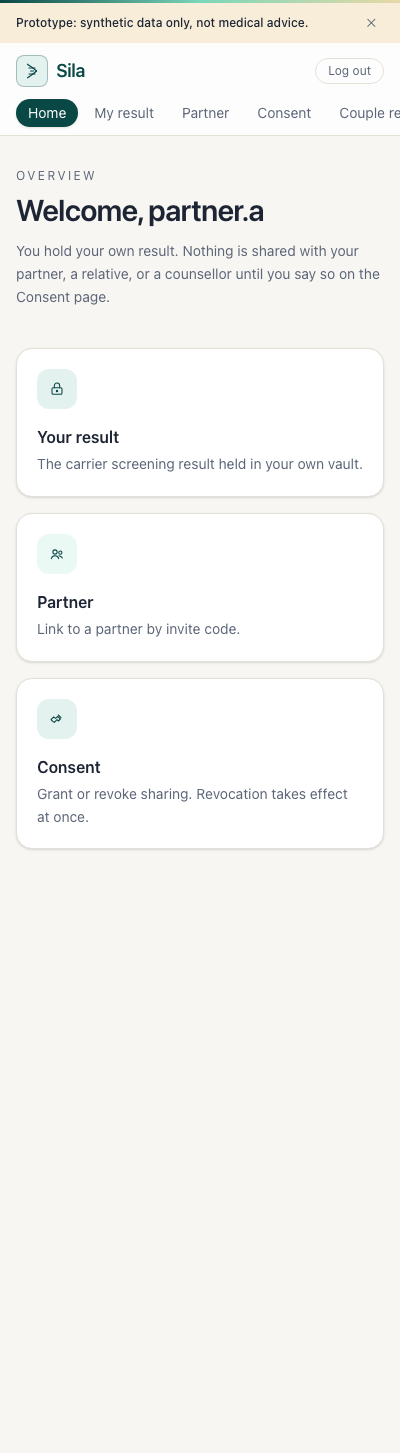 Prototype: synthetic data only, not medical advice.
Sila
Log out
Home
My result
Partner
Consent
Couple re
OVERVIEW
Welcome, partner.a
You hold your own result. Nothing is shared with your
partner, a relative, or a counsellor until you say so on the
Consent page.
Your result
The carrier screening result held in your own vault.
Partner
Link to a partner by invite code.
Consent
Grant or revoke sharing. Revocation takes effect
at once.